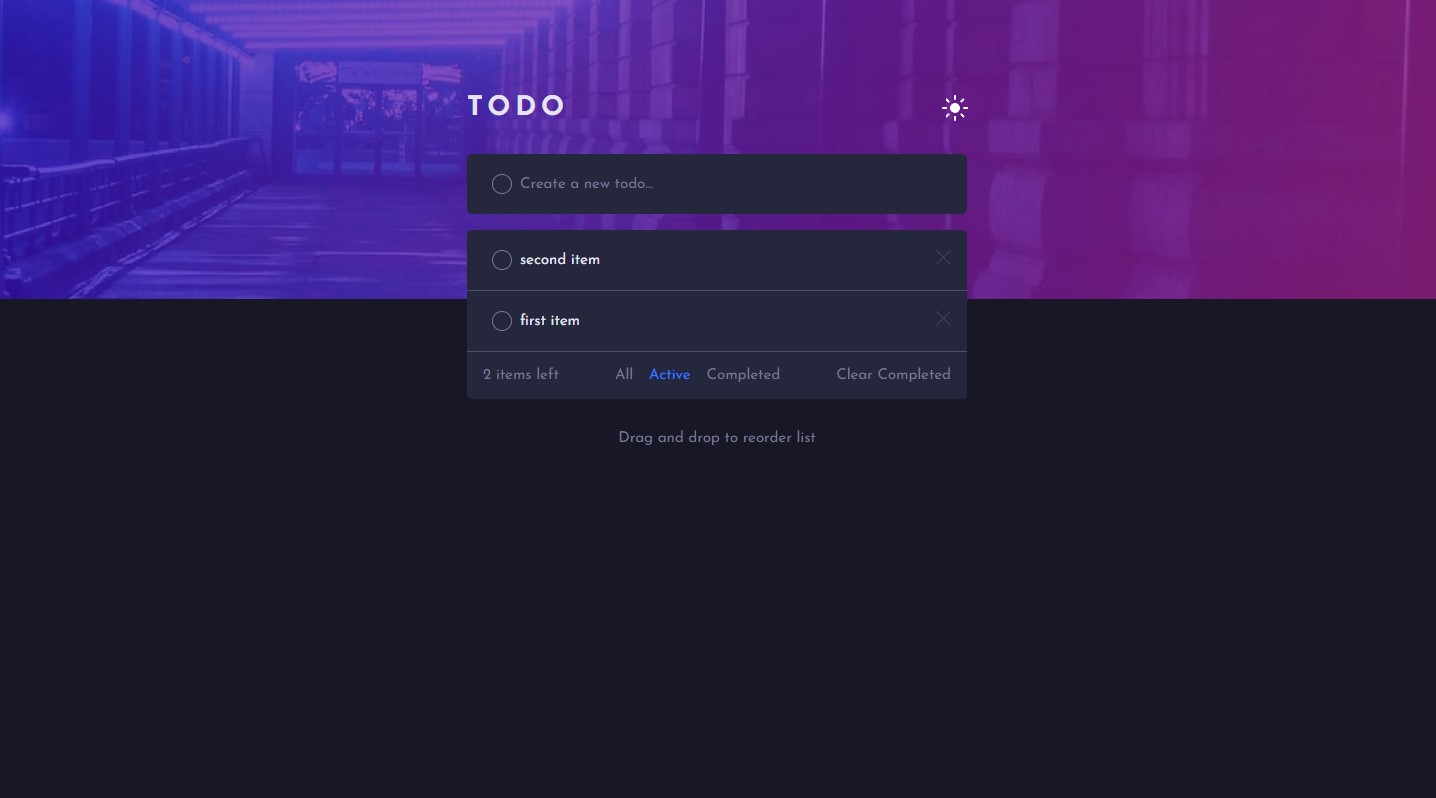 TODO
Create a new todo...
second item
first item
2 items left All Active Completed Clear Completed
Drag and drop to reorder list